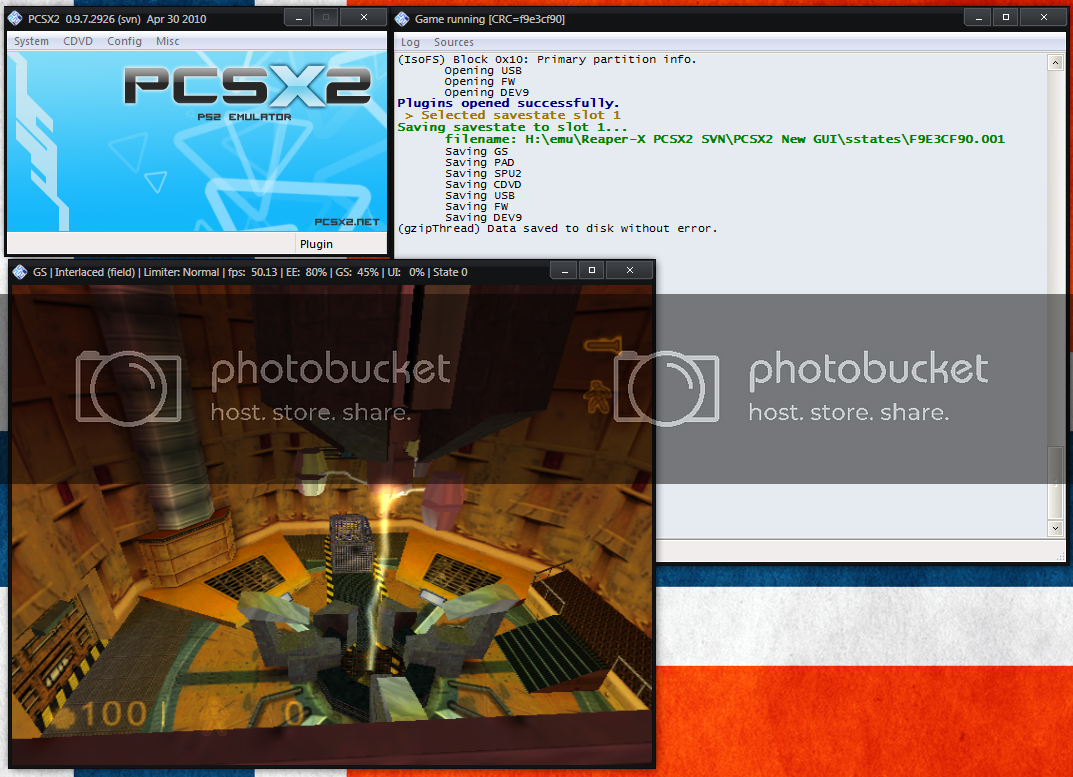 PCSX2 0.9.7.2926 (svn) Apr 30 2010
System CDVD Config Misc
PCSX2
PS2 EMULATOR
PCSX2.NET
Plugin
Game running [CRC=f9e3cf90]
Log Sources
(IsoFS) Block 0x10: Primary partition info.
Opening USB
Opening FW
Opening DEV9
Plugins opened successfully.
> Selected savestate slot 1
Saving savestate to slot 1...
filename: H:\emu\Reaper-X PCSX2 SVN\PCSX2 New GUI\sstates\F9E3CF90.001
Saving GS
Saving PAD
Saving SPU2
Saving CDVD
Saving USB
Saving FW
Saving DEV9
(gzipThread) Data saved to disk without error.
GS | Interlaced (field) | Limiter: Normal | fps: 50.13 | EE: 80% | GS: 45% | UI: 0% | State 0
photobucket
host. store. share.
photobucket
host. store. share.
100 0